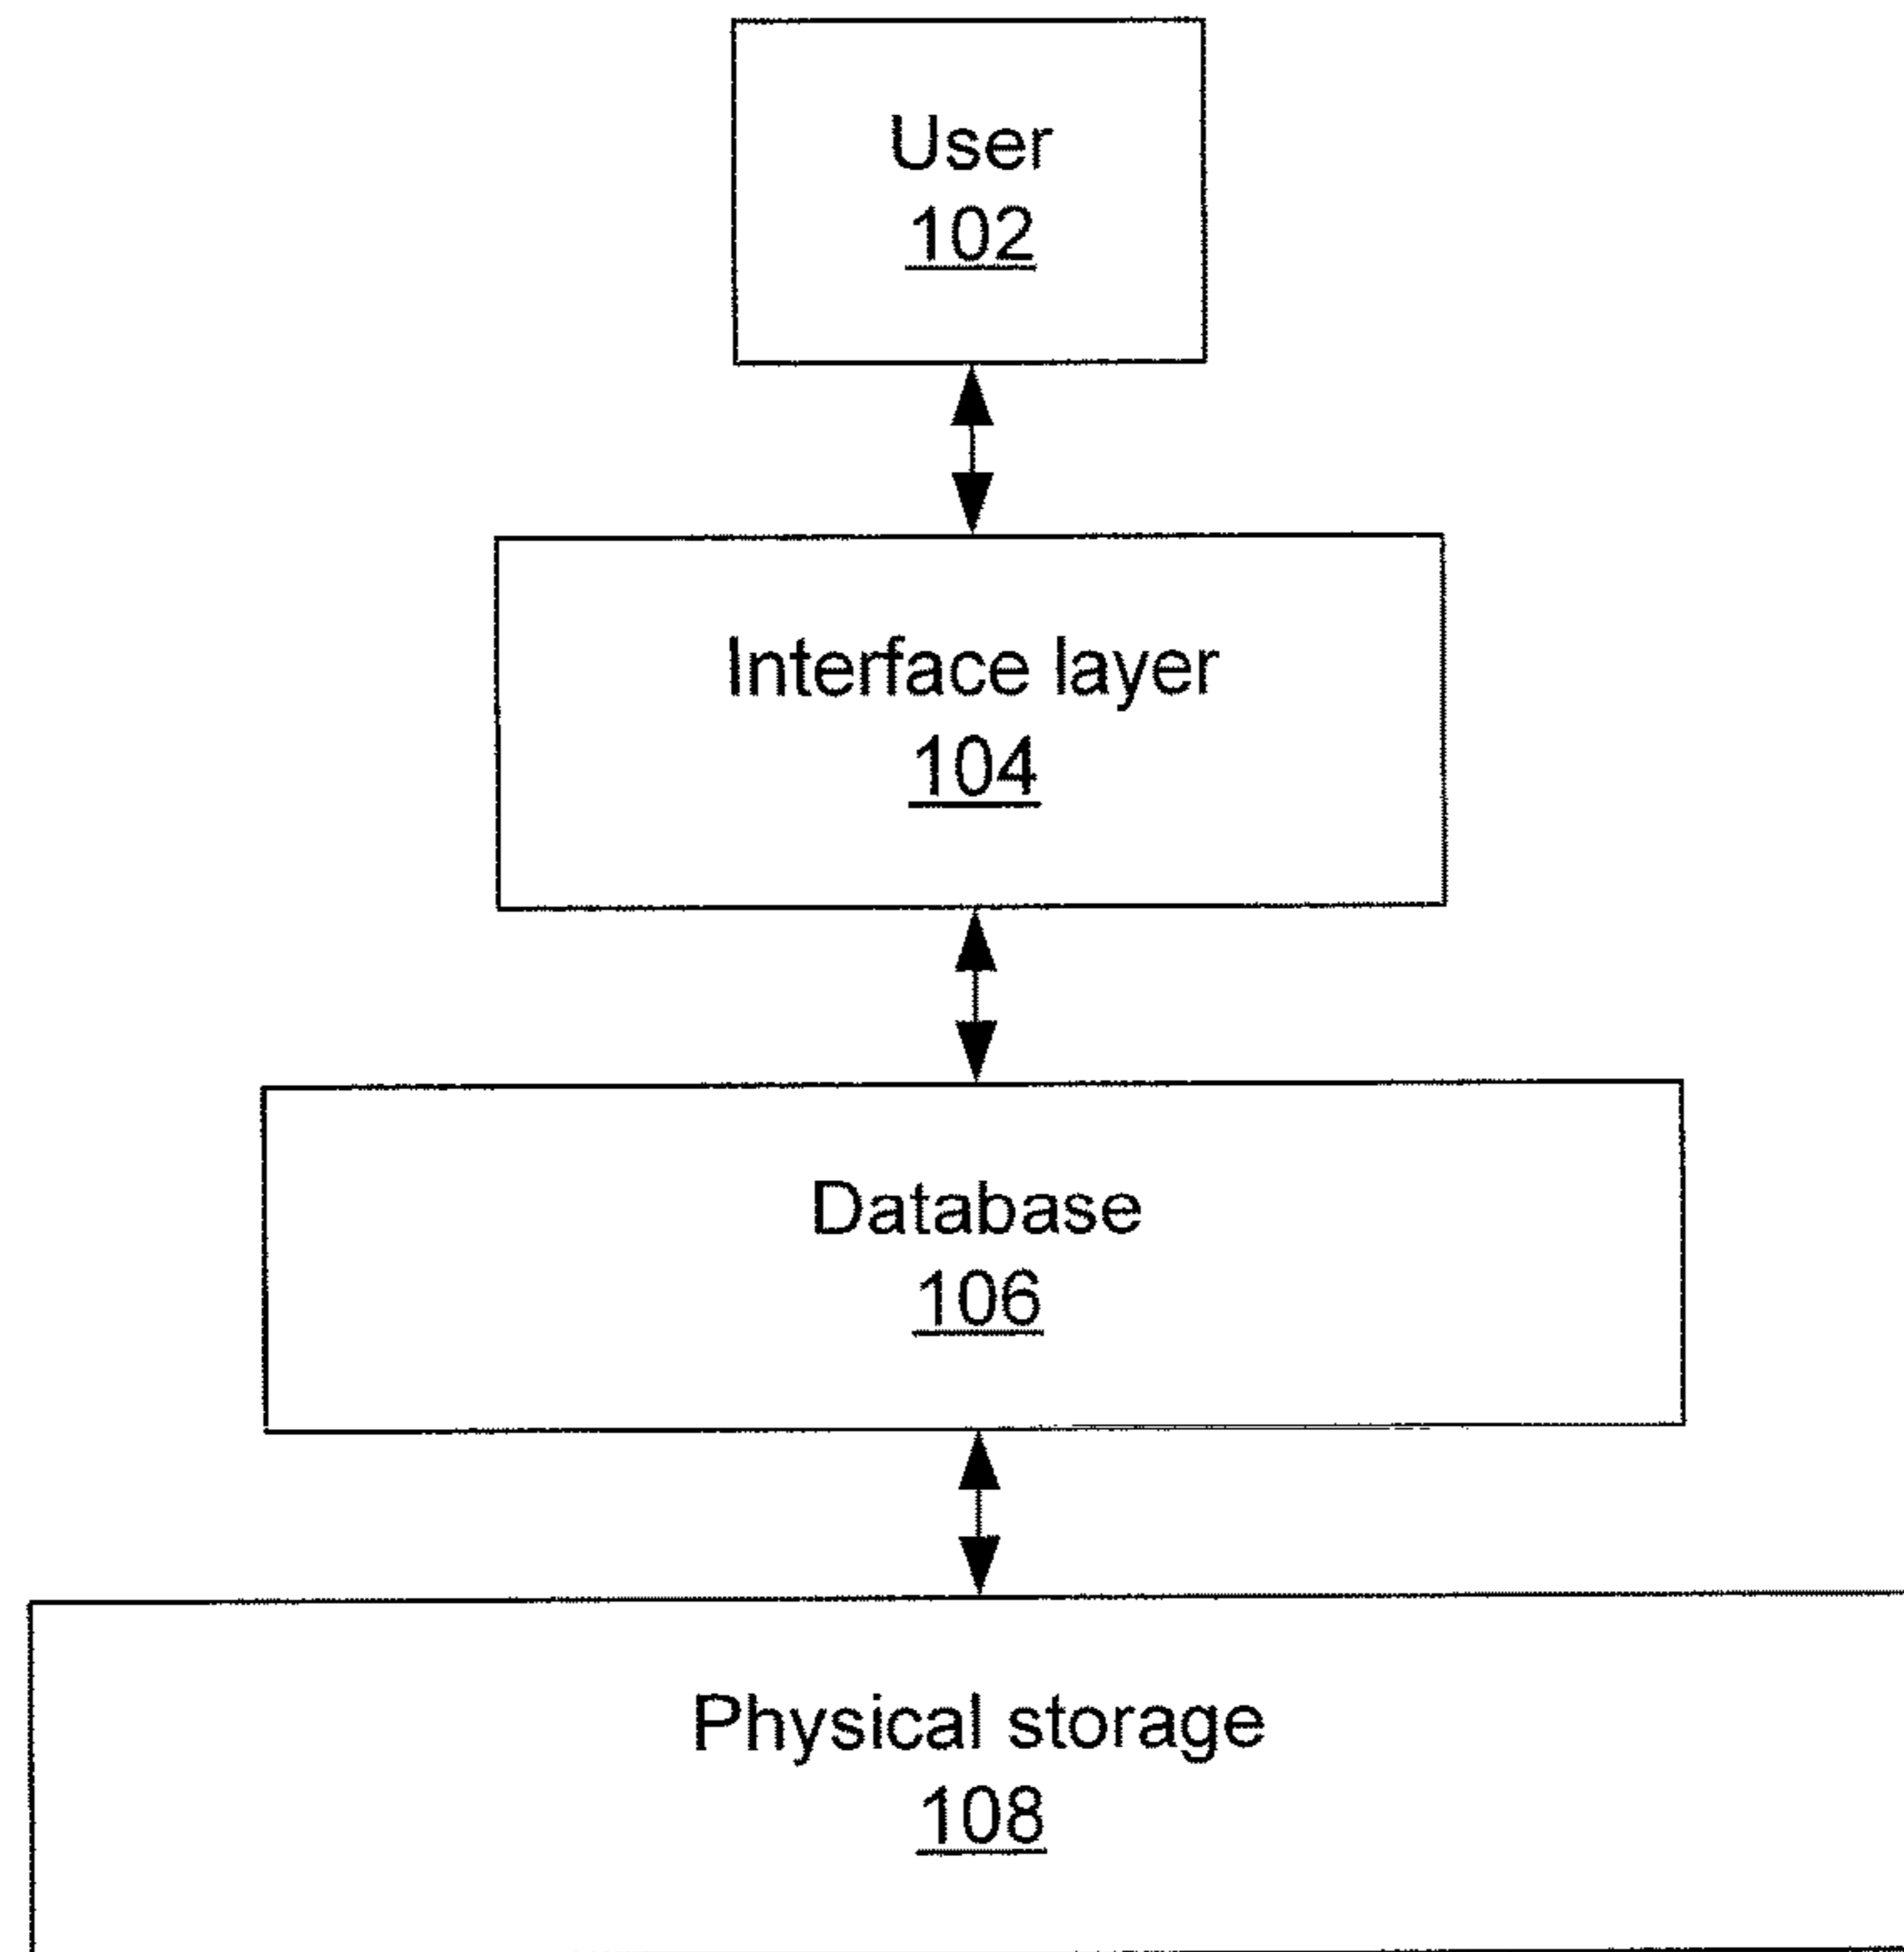 User
102
Interface layer
104
Database
106
Physical storage
108